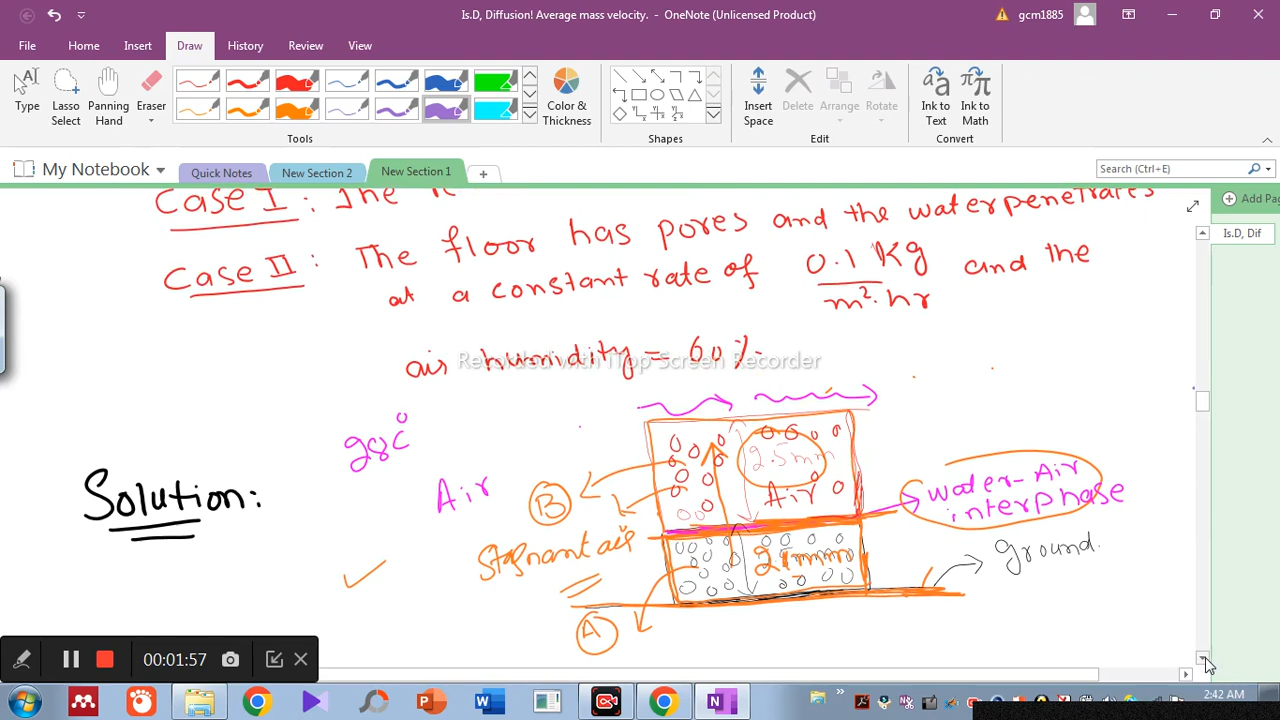 Is.D, Diffusion! Average mass velocity. - OneNote (Unlicensed Product)
gcm1885
File Home Insert Draw History Review View
Type
Lasso Select
Panning Hand
Eraser
Color & Thickness
Insert Space
Delete Arrange Rotate
Ink to Text
Ink to Math
Tools
Shapes
Edit
Convert
My Notebook
Quick Notes
New Section 2
New Section 1
Search (Ctrl+E)
Add Pag
Is.D, Dif
Case I : The
Case II : The floor has pores and the water penetrates
at a constant rate of 0.1 Kg / m².hr and the
air humidity = 60%.
Recorded with iTop Screen Recorder
Solution:
Air
B
Stagnant air
2.5mm
Air
water-Air
interphase
2mm
ground.
A
00:01:57
2:42 AM